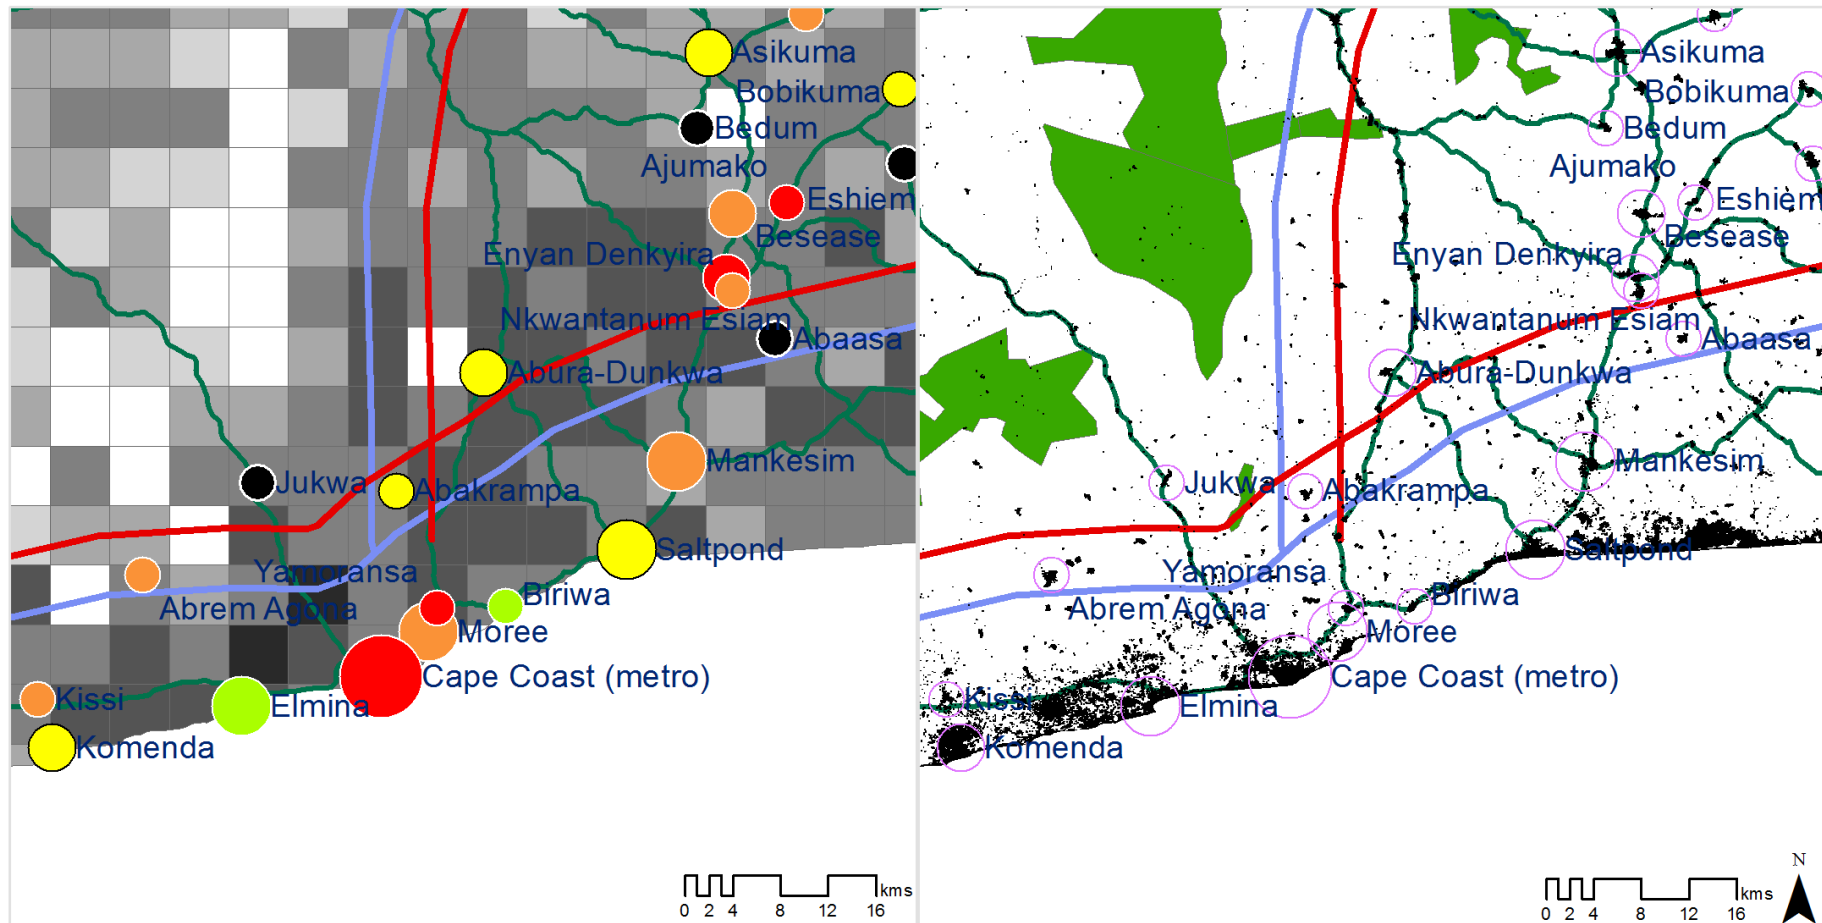 Asikuma
Bobikuma
Bedum
Ajumako
Eshiem
Besease
Enyan Denkyira
Nkwantanum Esiam
Abaasa
Abura-Dunkwa
Mankesim
Jukwa
Abakrampa
Saltpond
Yamoransa
Biriwa
Abrem Agona
Moree
Cape Coast (metro)
Kissi
Elmina
Komenda
kms
0 2 4 8 12 16
Asikuma
Bobikuma
Bedum
Ajumako
Eshiem
Besease
Enyan Denkyira
Nkwantanum Esiam
Abaasa
Abura-Dunkwa
Mankesim
Jukwa
Abakrampa
Saltpond
Yamoransa
Biriwa
Abrem Agona
Moree
Cape Coast (metro)
Kissi
Elmina
Komenda
N
kms
0 2 4 8 12 16